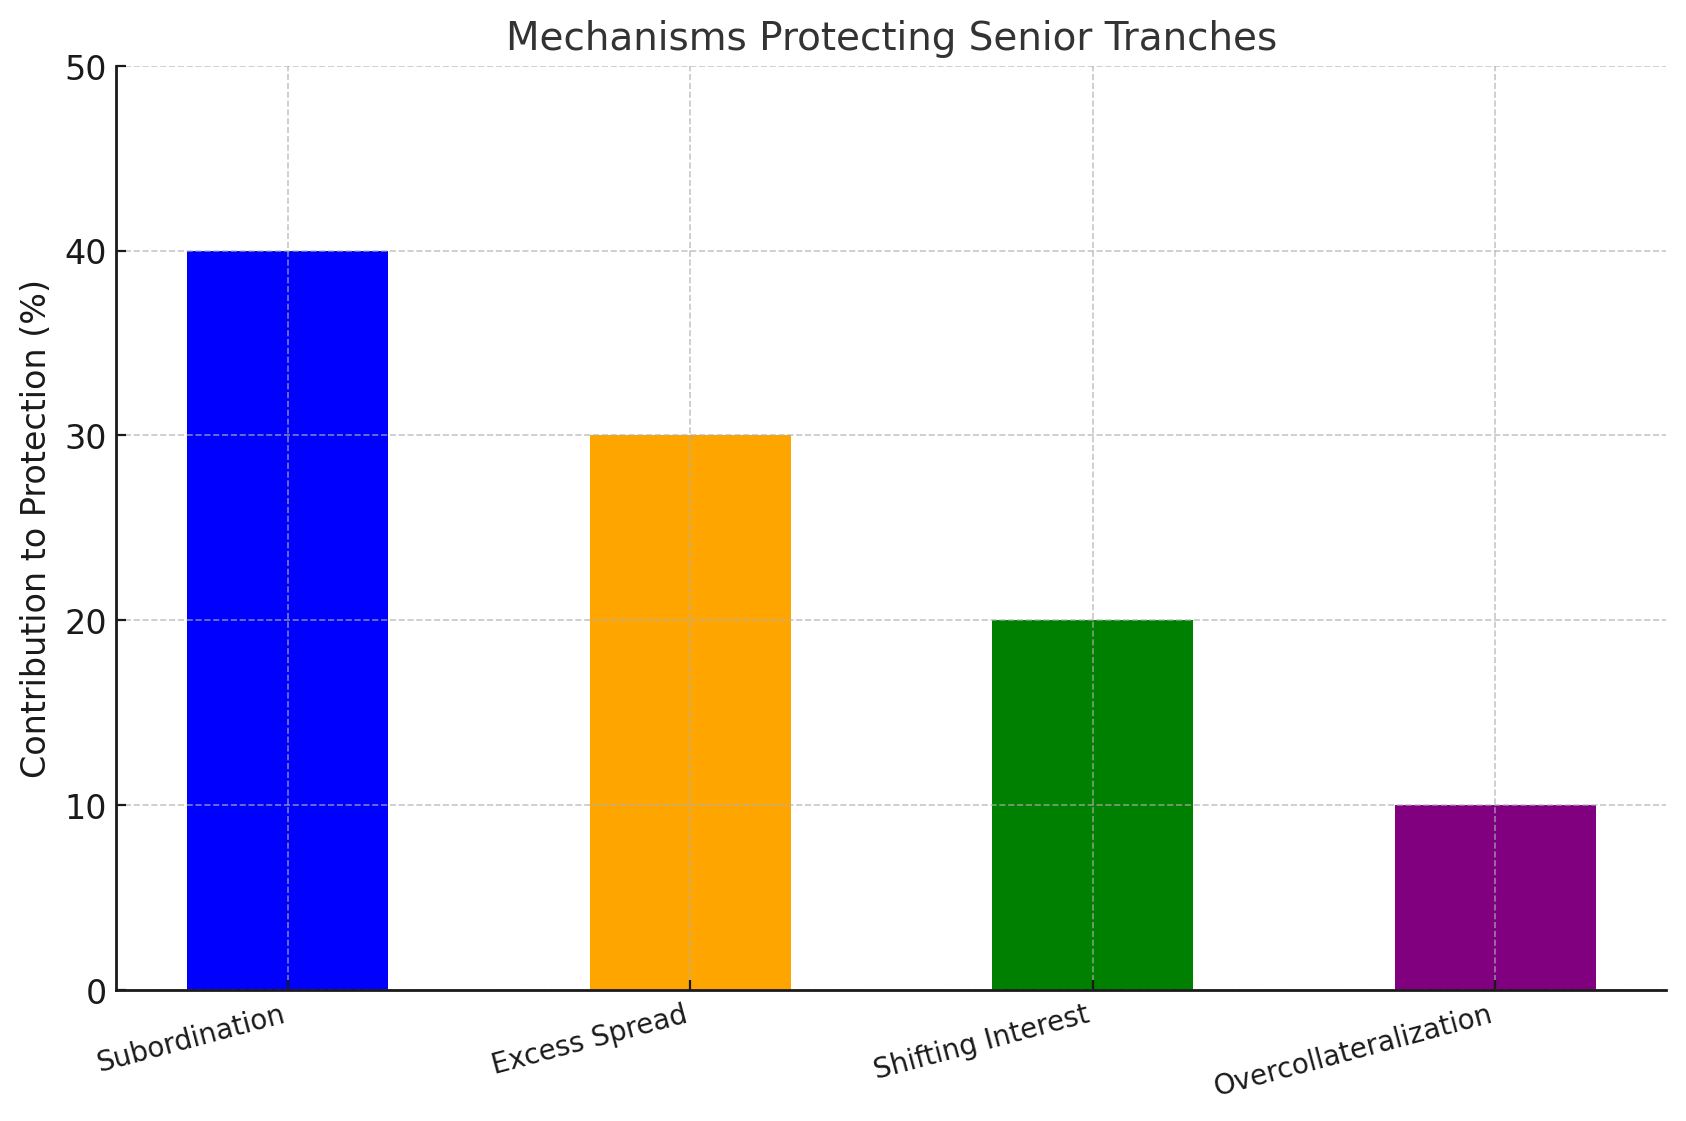 Mechanisms Protecting Senior Tranches
Contribution to Protection (%)
50
40
30
20
10
0
Subordination
Excess Spread
Shifting Interest
Overcollateralization